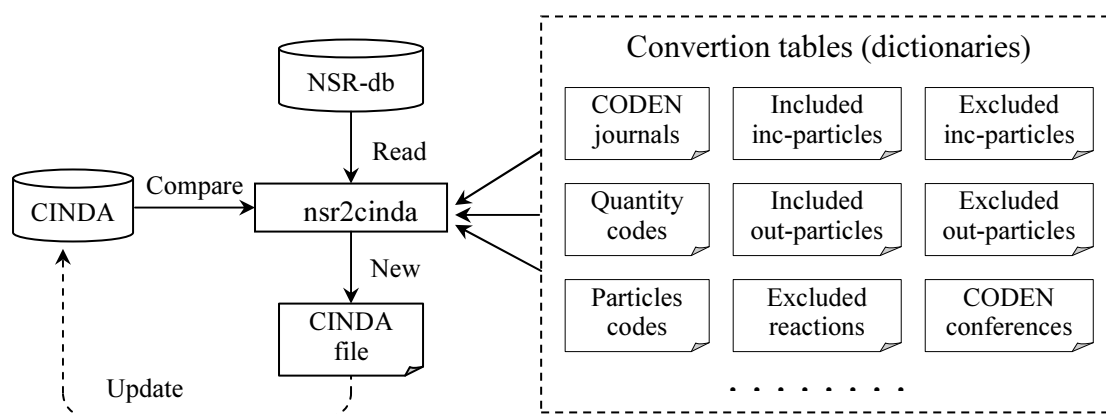 NSR-db
Read
CINDA
Compare
nsr2cinda
New
CINDA
file
Update
Convertion tables (dictionaries)
CODEN
journals
Included
inc-particles
Excluded
inc-particles
Quantity
codes
Included
out-particles
Excluded
out-particles
Particles
codes
Excluded
reactions
CODEN
conferences
. . . . . . . .